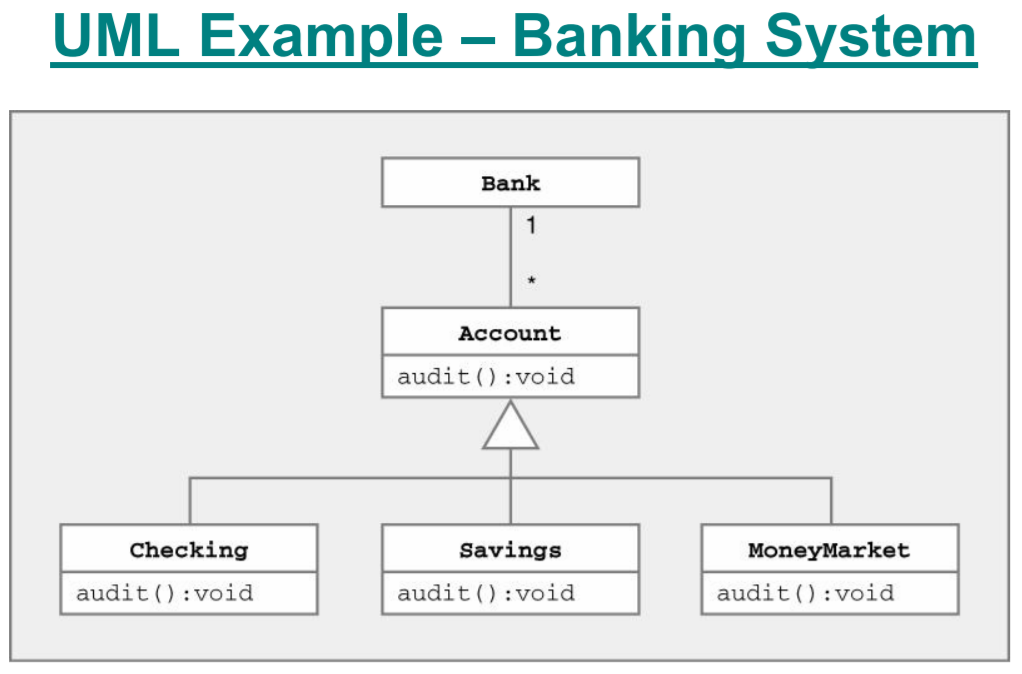 UML Example – Banking System
Bank
1
*
Account
audit():void
Checking
audit():void
Savings
audit():void
MoneyMarket
audit():void